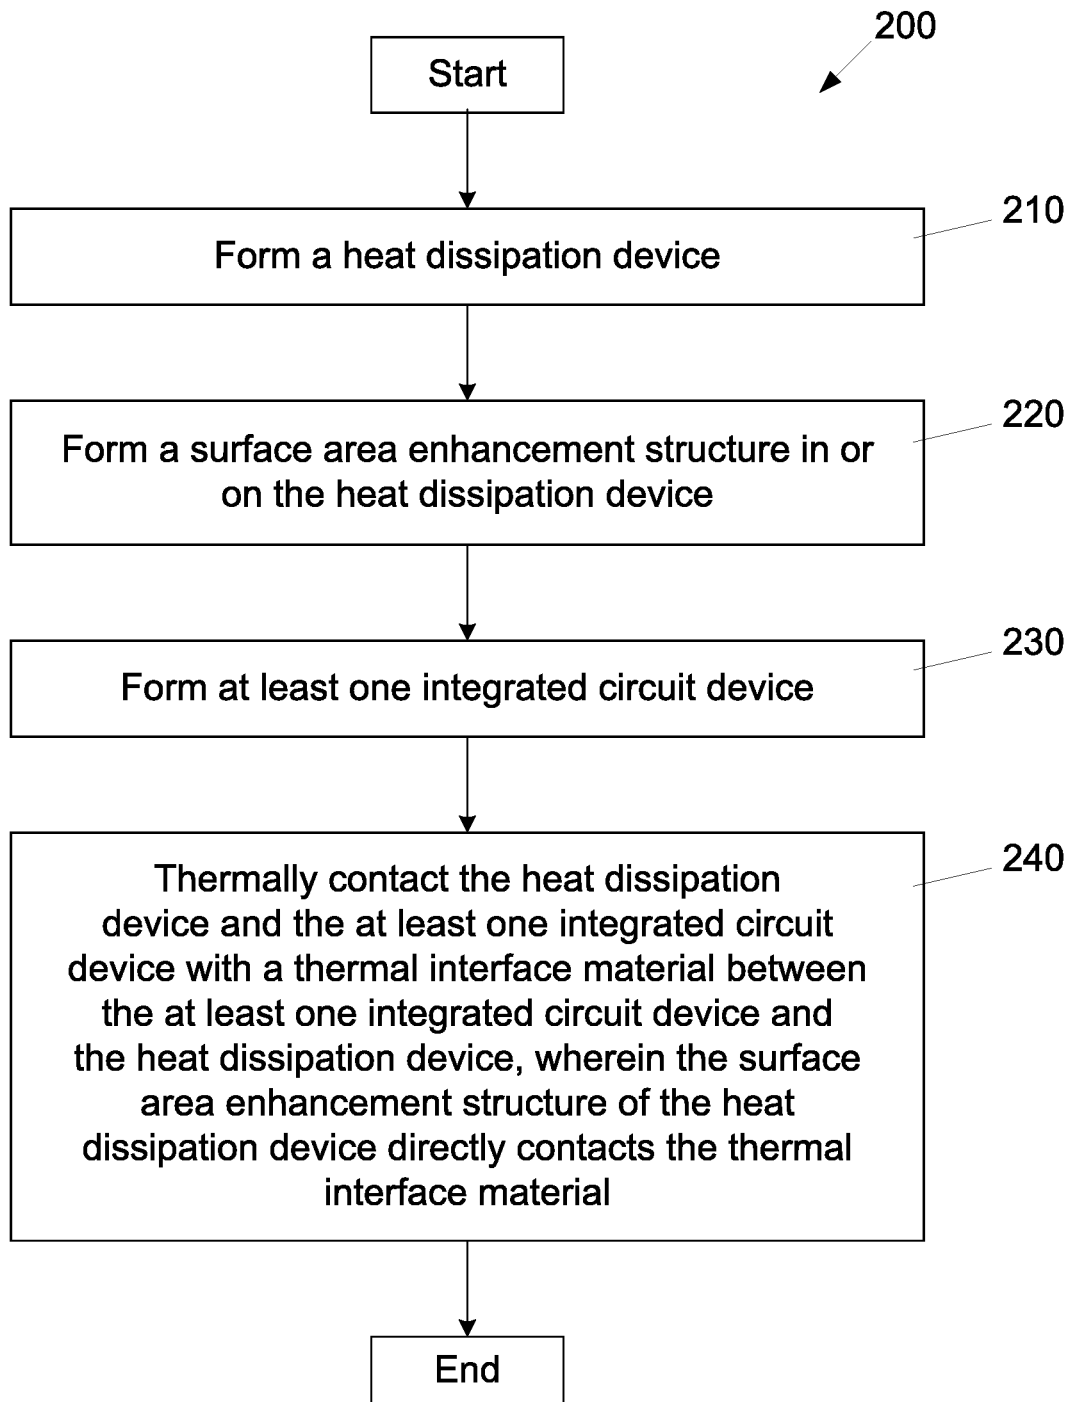 200
Start
210
Form a heat dissipation device
220
Form a surface area enhancement structure in or
on the heat dissipation device
230
Form at least one integrated circuit device
240
Thermally contact the heat dissipation
device and the at least one integrated circuit
device with a thermal interface material between
the at least one integrated circuit device and
the heat dissipation device, wherein the surface
area enhancement structure of the heat
dissipation device directly contacts the thermal
interface material
End